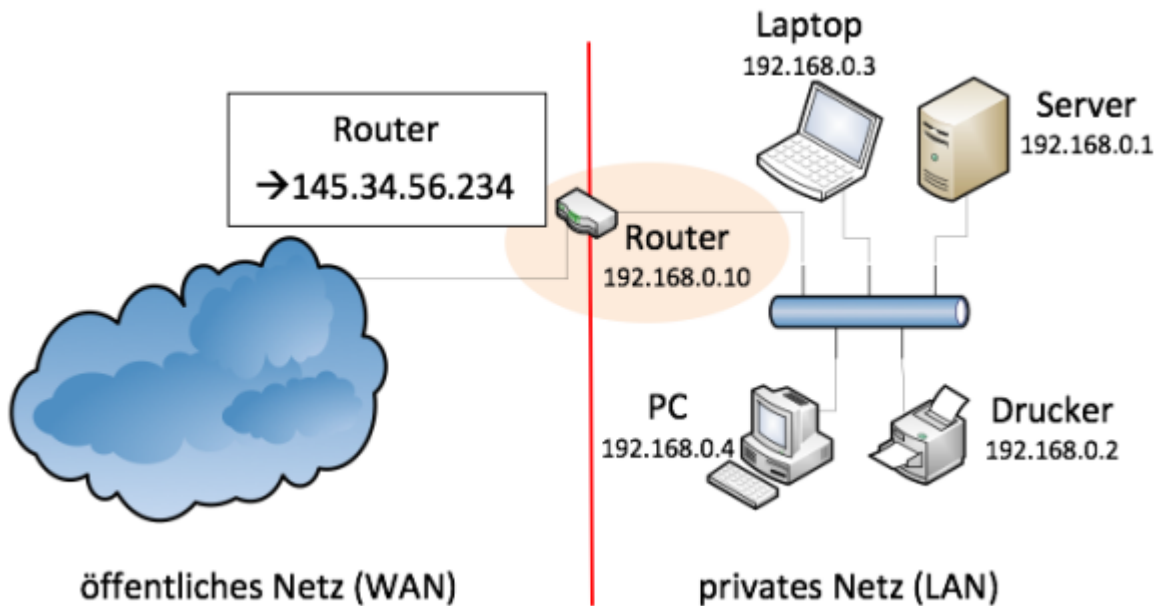 Laptop
192.168.0.3
Server
192.168.0.1
Router
→145.34.56.234
Router
192.168.0.10
PC
192.168.0.4
Drucker
192.168.0.2
öffentliches Netz (WAN)
privates Netz (LAN)